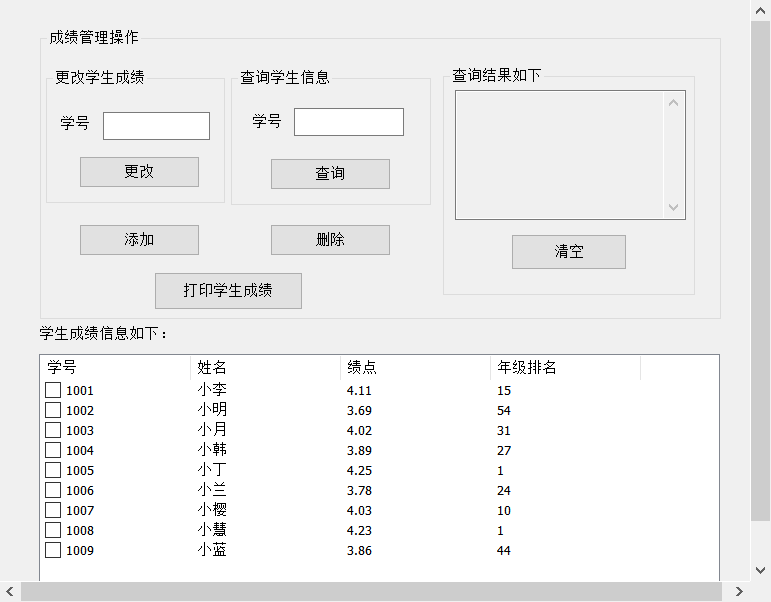 成绩管理操作
更改学生成绩
学号
更改
查询学生信息
学号
查询
查询结果如下
清空
添加
删除
打印学生成绩
学生成绩信息如下：
学号 姓名 绩点 年级排名
1001 小李 4.11 15
1002 小明 3.69 54
1003 小月 4.02 31
1004 小韩 3.89 27
1005 小丁 4.25 1
1006 小兰 3.78 24
1007 小樱 4.03 10
1008 小慧 4.23 1
1009 小蓝 3.86 44